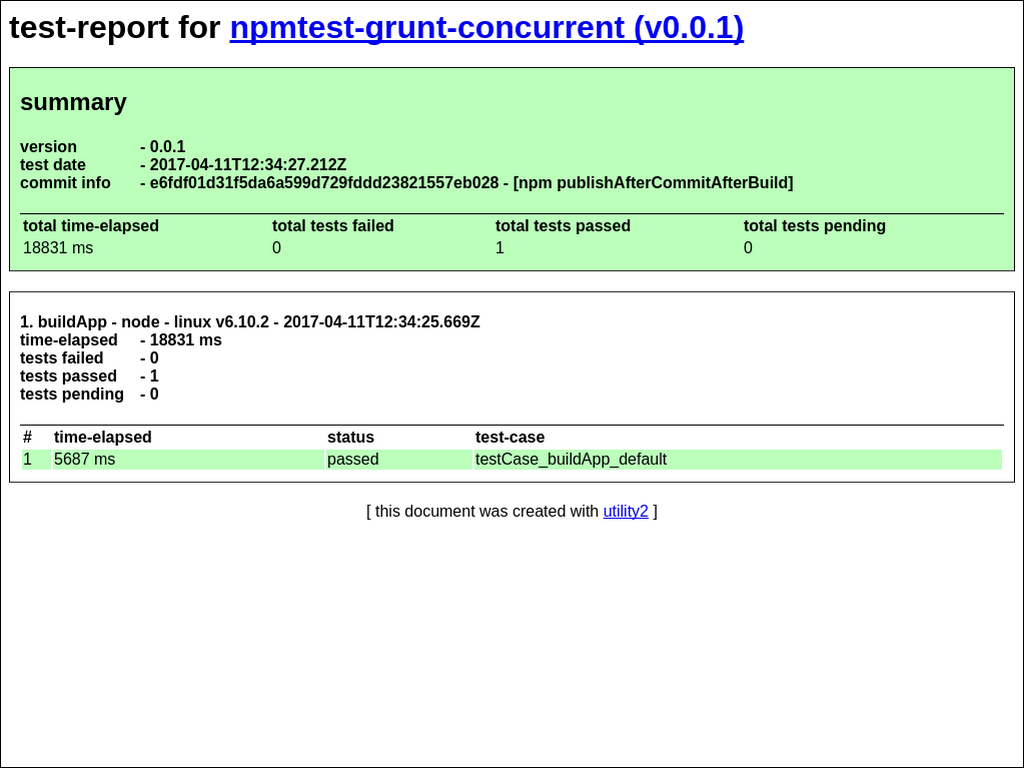 test-report for npmtest-grunt-concurrent (v0.0.1)
summary
version - 0.0.1
test date - 2017-04-11T12:34:27.212Z
commit info - e6fdf01d31f5da6a599d729fddd23821557eb028 - [npm publishAfterCommitAfterBuild]
total time-elapsed total tests failed total tests passed total tests pending
18831 ms 0 1 0
1. buildApp - node - linux v6.10.2 - 2017-04-11T12:34:25.669Z
time-elapsed - 18831 ms
tests failed - 0
tests passed - 1
tests pending - 0
# time-elapsed status test-case
1 5687 ms passed testCase_buildApp_default
[ this document was created with utility2 ]